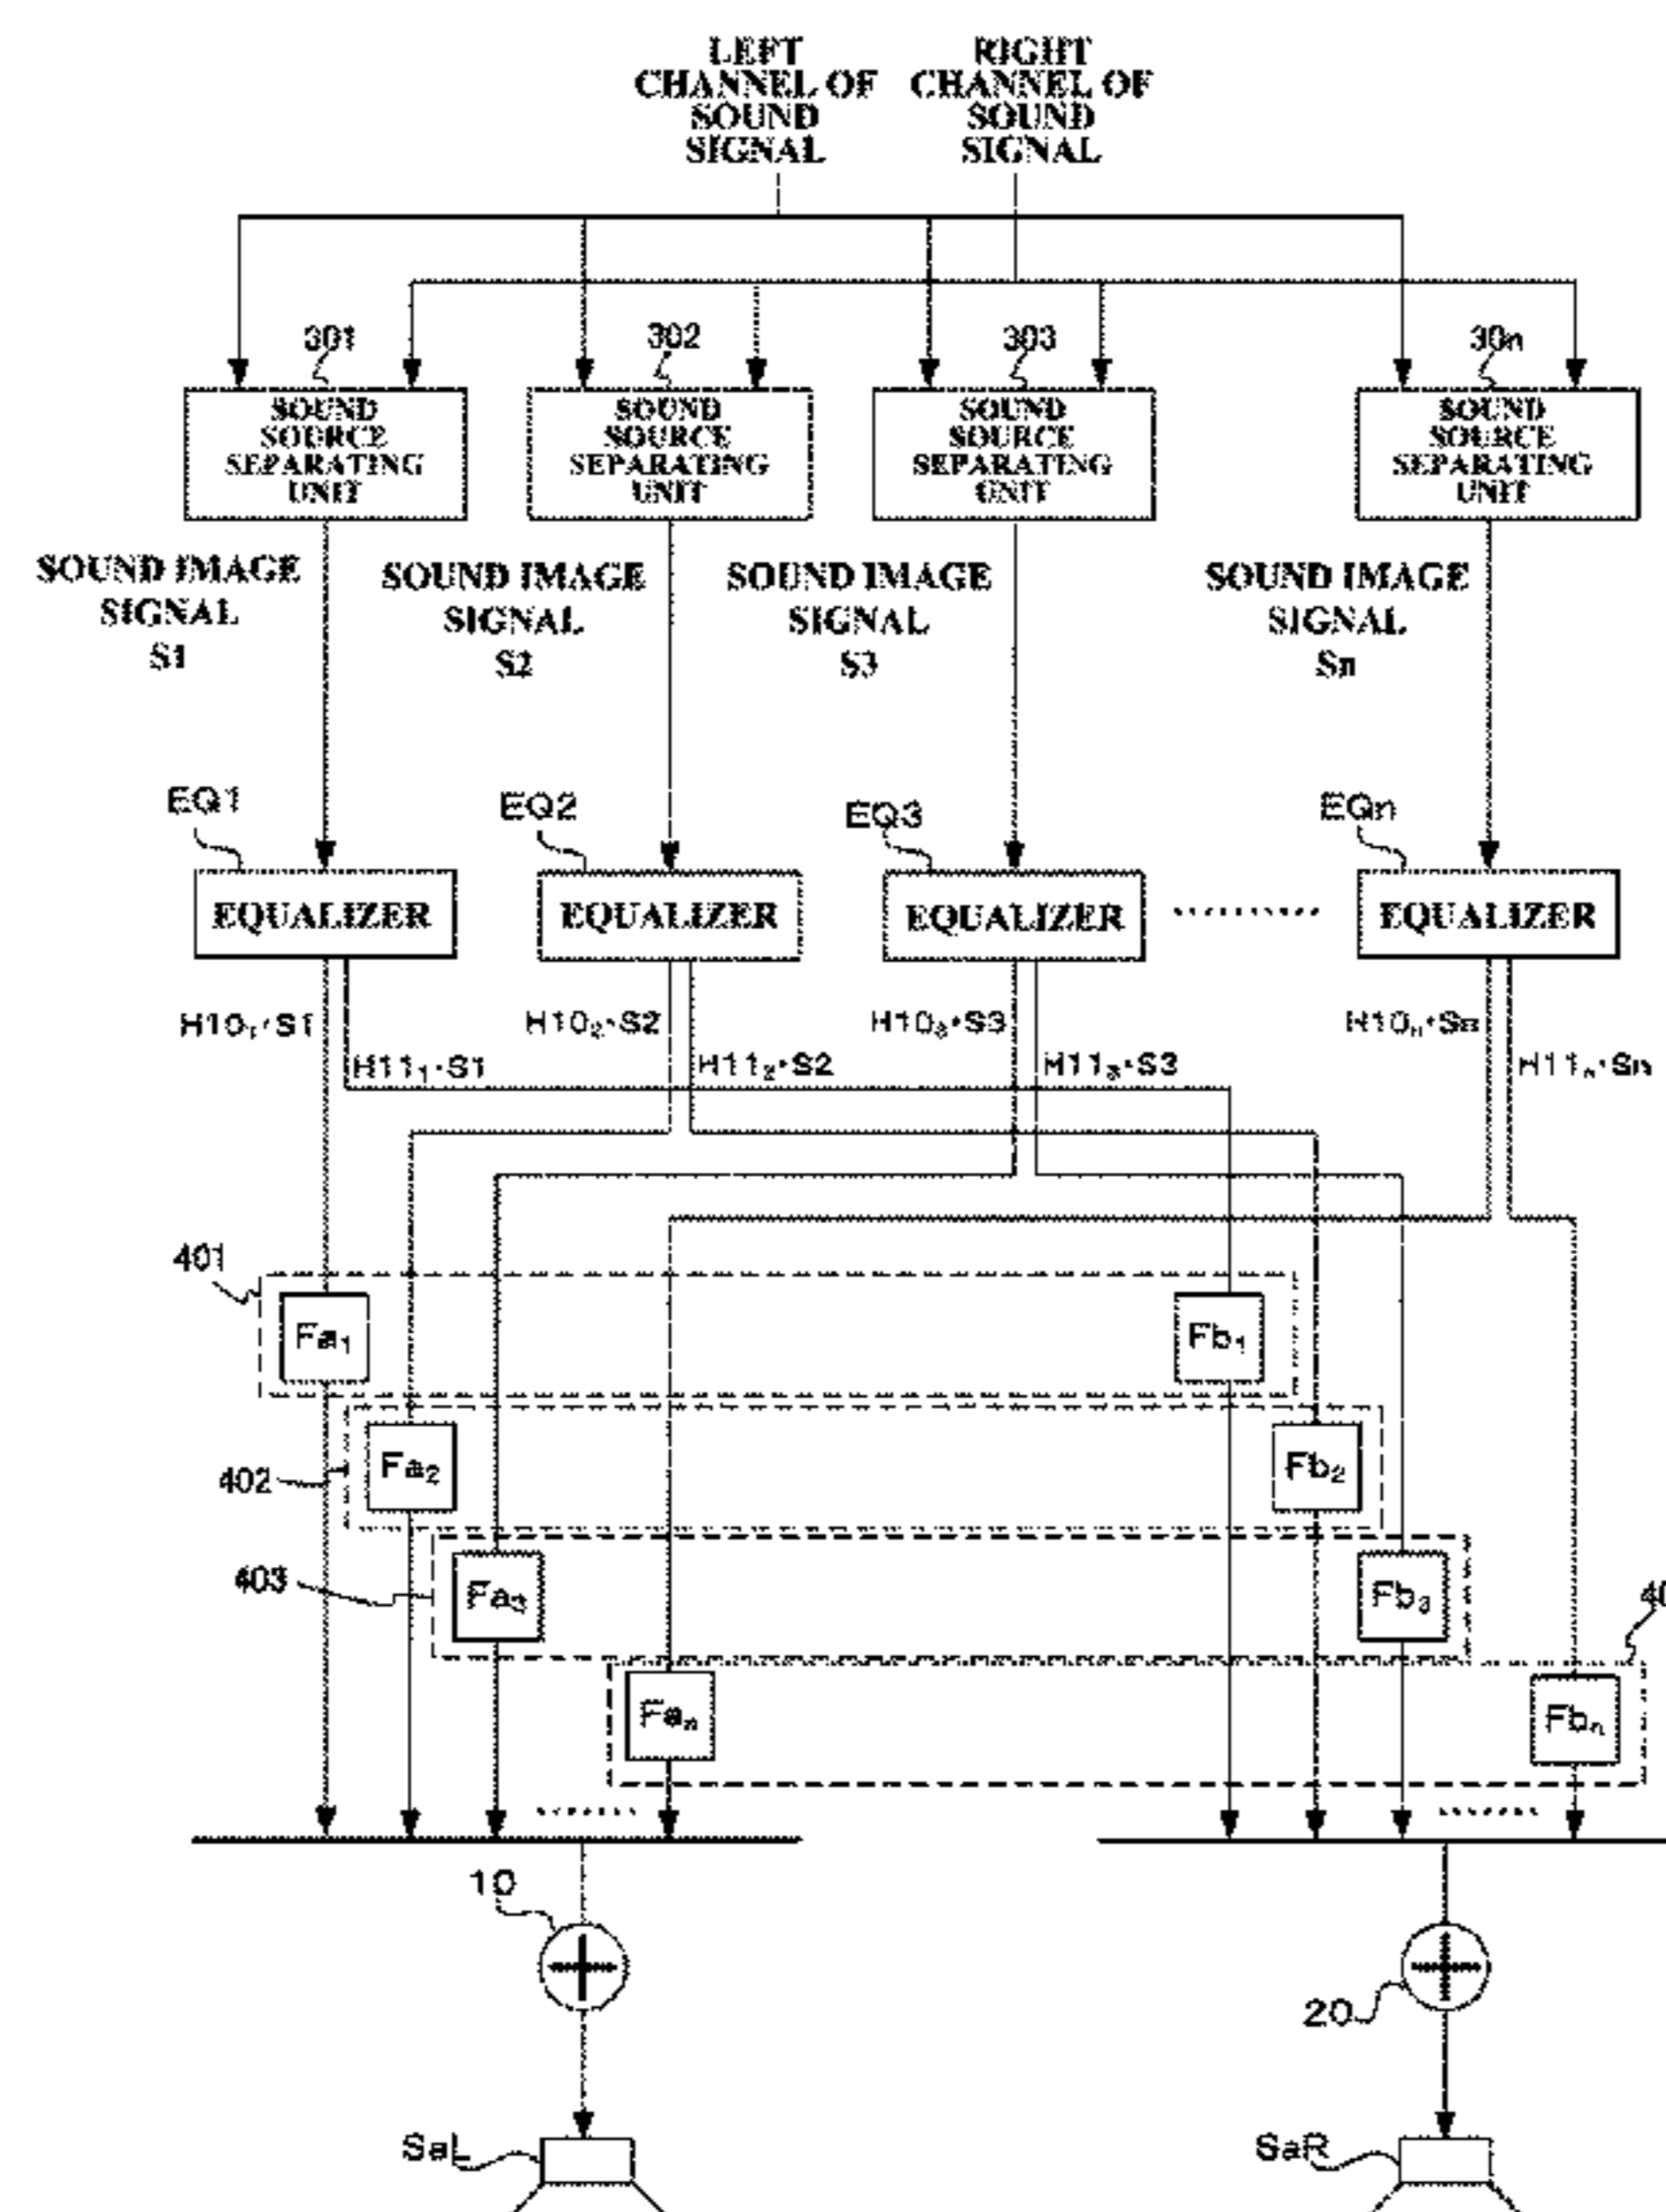 LEFT
CHANNEL OF
SOUND
SIGNAL
RIGHT
CHANNEL OF
SOUND
SIGNAL
301
302
303
30n
SOUND
SOURCE
SEPARATING
UNIT
SOUND
SOURCE
SEPARATING
UNIT
SOUND
SOURCE
SEPARATING
UNIT
SOUND
SOURCE
SEPARATING
UNIT
SOUND IMAGE
SIGNAL
S1
SOUND IMAGE
SIGNAL
S2
SOUND IMAGE
SIGNAL
S3
SOUND IMAGE
SIGNAL
Sn
EQ1
EQ2
EQ3
EQn
EQUALIZER
EQUALIZER
EQUALIZER
EQUALIZER
H10₁·S1
H10₂·S2
H10₃·S3
H10ₙ·Sn
H11₁·S1
H11₂·S2
H11₃·S3
H11ₙ·Sn
401
Fa₁
Fb₁
402
Fa₂
Fb₂
403
Fa₃
Fb₃
Faₙ
Fbₙ
10
20
SaL
SaR